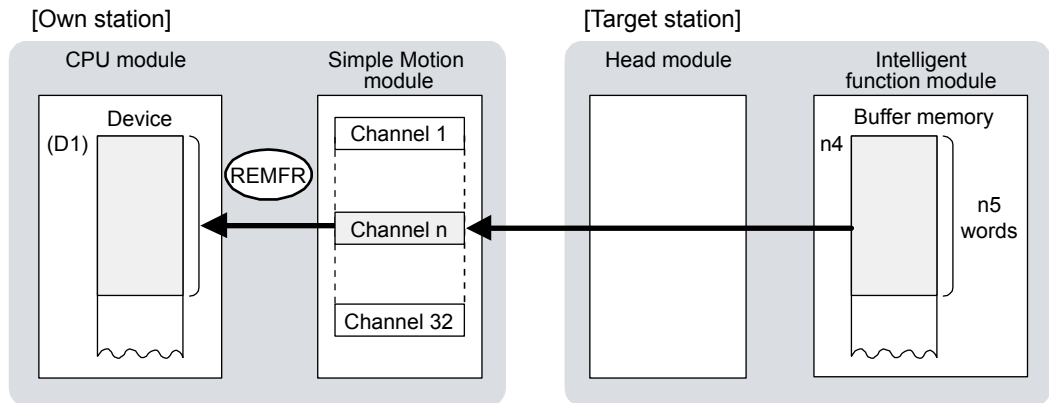 [Own station]
[Target station]
CPU module
Simple Motion
module
Head module
Intelligent
function module
Device
(D1)
REMFR
Channel 1
Channel n
Channel 32
Buffer memory
n4
n5
words